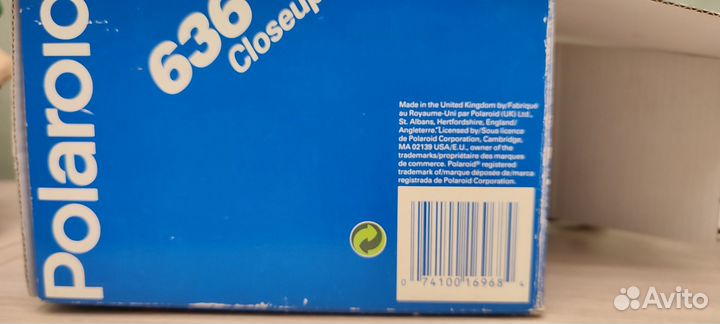 Polaroid
636
Closeup
Made in the United Kingdom by/Fabriqué
au Royaume-Uni par Polaroid (UK) Ltd.,
St. Albans, Hertfordshire, England/
Angleterre. Licensed by/Sous licence
de Polaroid Corporation, Cambridge,
MA 02139 USA/E.U., owner of the
trademarks/propriétaire des marques
de commerce. Polaroid® registered
trademark of/marque déposée de/marca
registrada de Polaroid Corporation.
0 74100 16968 4
Avito